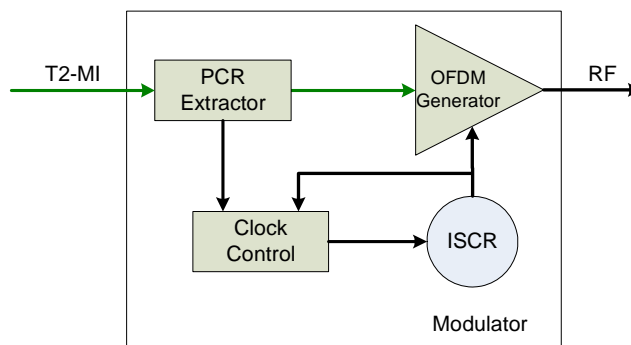 T2-MI
PCR
Extractor
OFDM
Generator
RF
Clock
Control
ISCR
Modulator